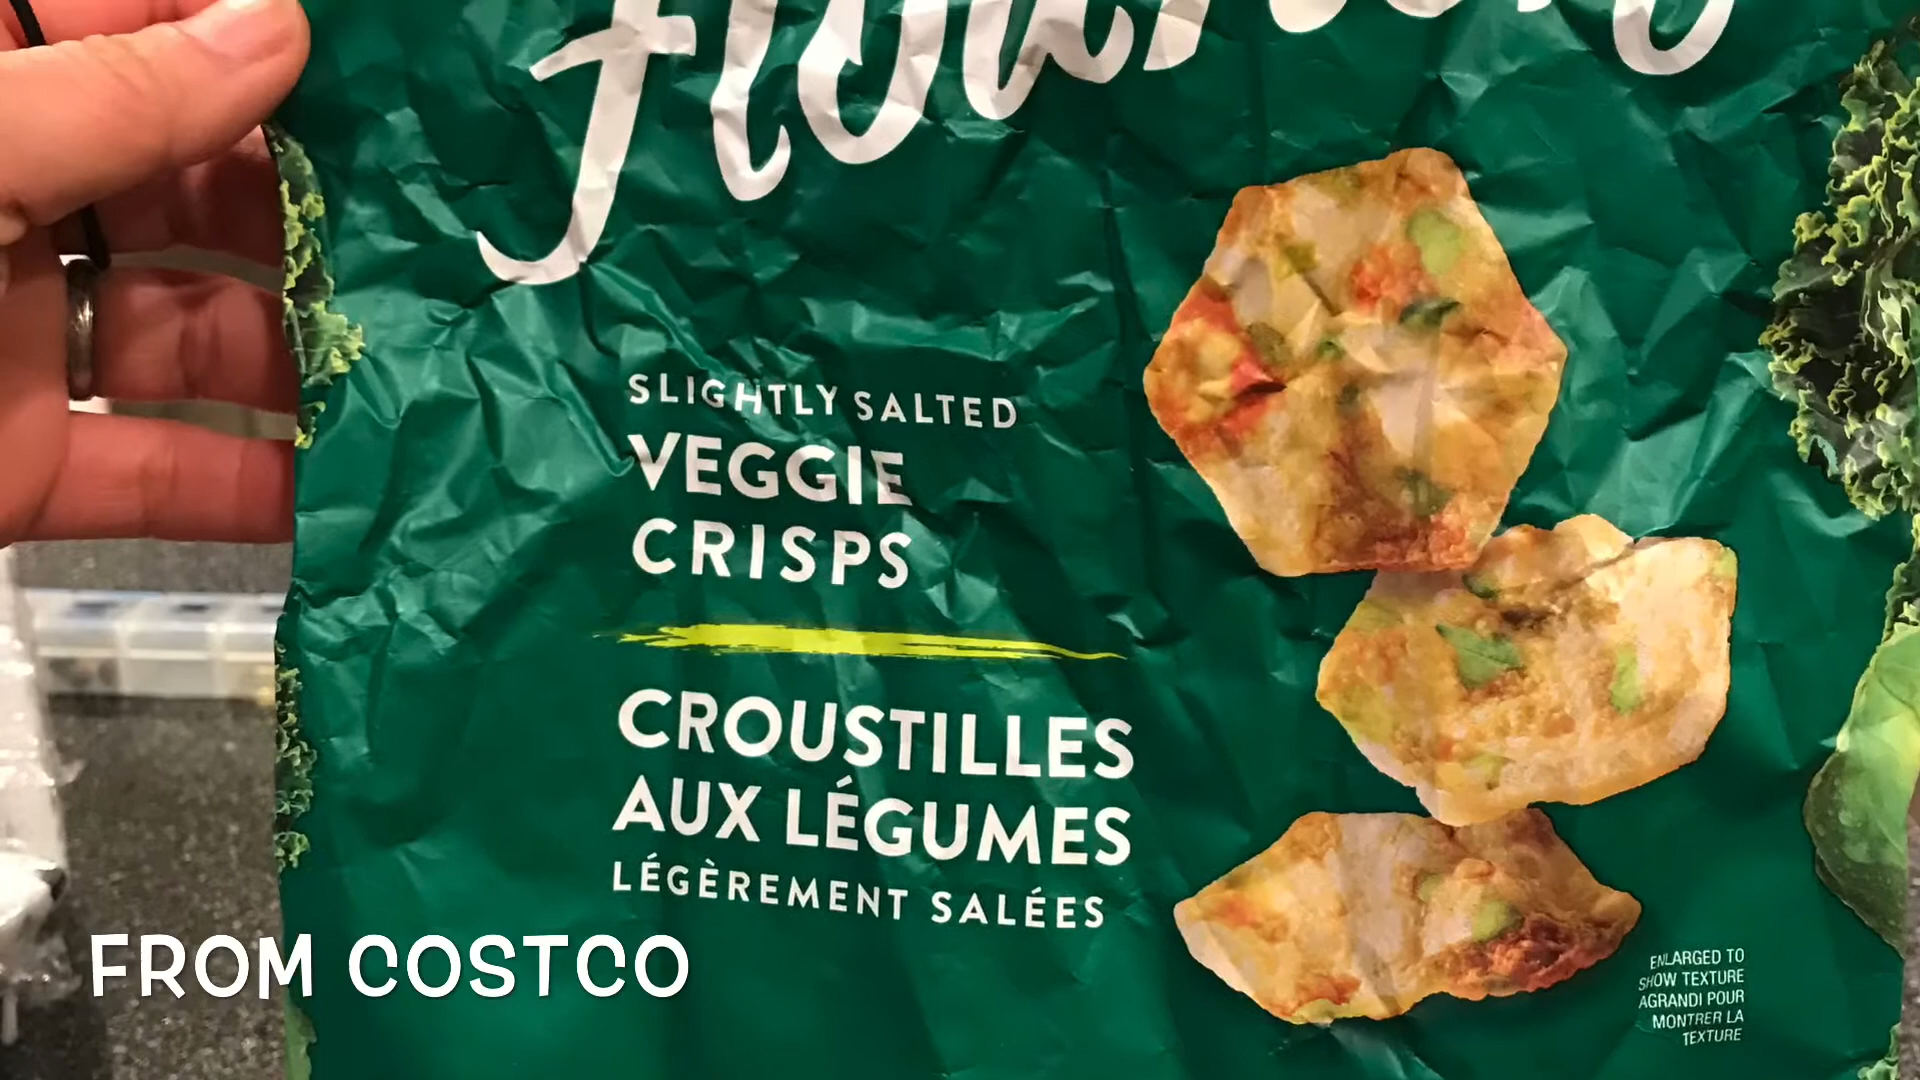 SLIGHTLY SALTED
VEGGIE
CRISPS
CROUSTILLES
AUX LÉGUMES
LÉGÈREMENT SALÉES
FROM COSTCO
ENLARGED TO
SHOW TEXTURE
AGRANDI POUR
MONTRER LA
TEXTURE